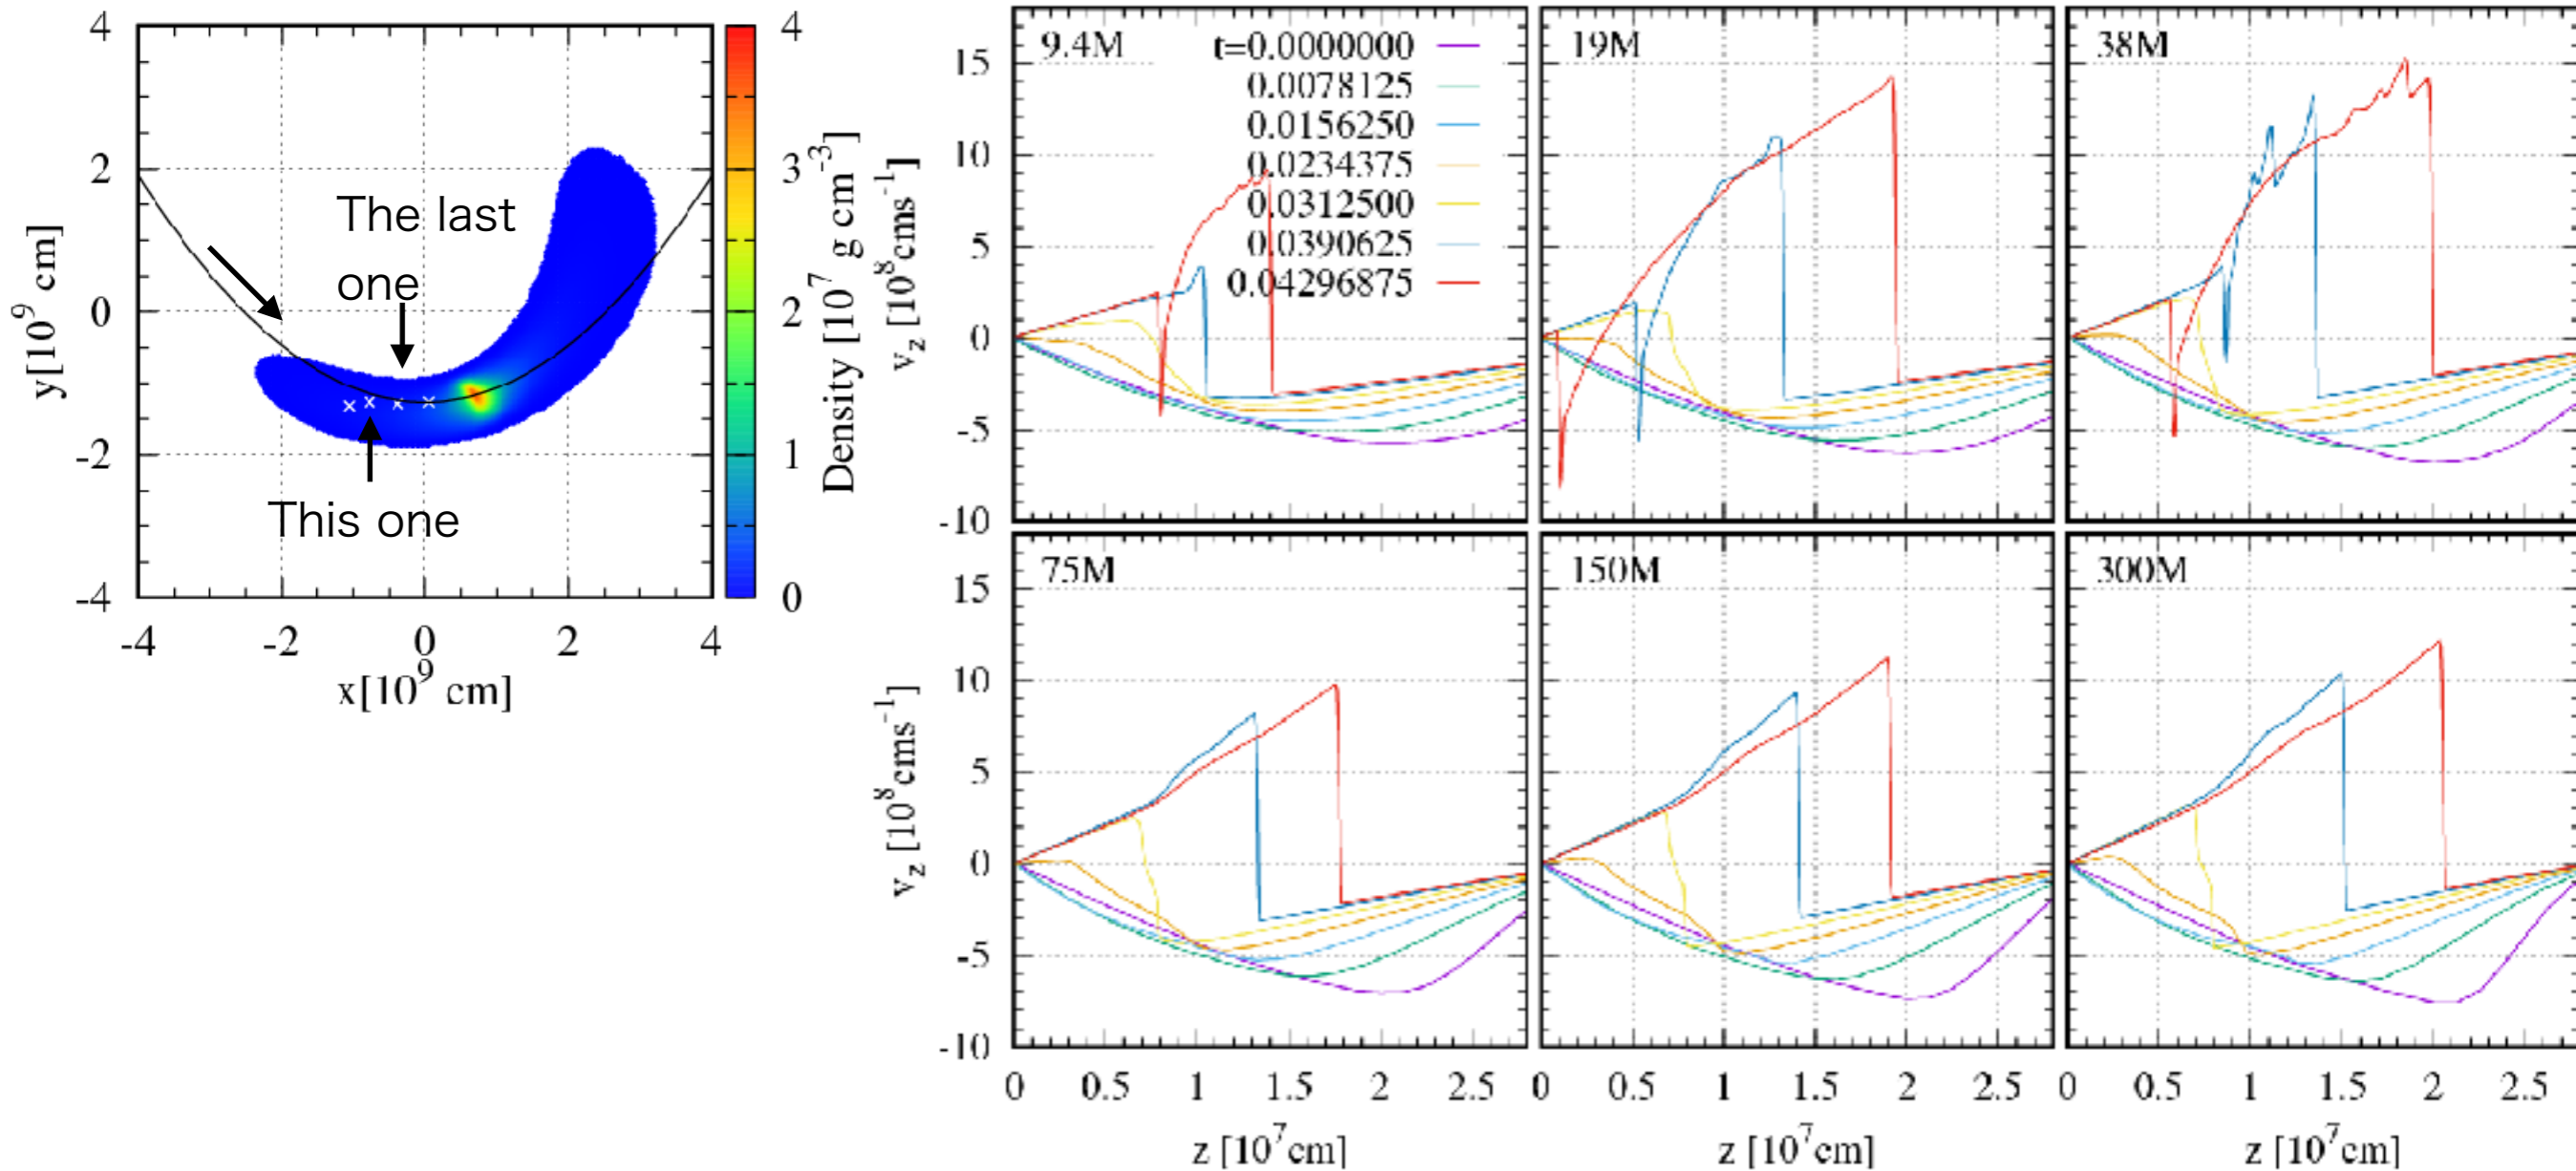 4
2
0
-2
-4
y[10^9 cm]
-4 -2 0 2 4
x[10^9 cm]
The last
one
This one
4
3
2
1
0
Density [10^7 g cm^-3]
9.4M
t=0.0000000
0.0078125
0.0156250
0.0234375
0.0312500
0.0390625
0.04296875
19M
38M
15
10
5
0
-5
-10
v_z [10^8 cms^-1]
75M
150M
300M
15
10
5
0
-5
-10
v_z [10^8 cms^-1]
0 0.5 1 1.5 2 2.5
0 0.5 1 1.5 2 2.5
0 0.5 1 1.5 2 2.5
z [10^7 cm]
z [10^7 cm]
z [10^7 cm]